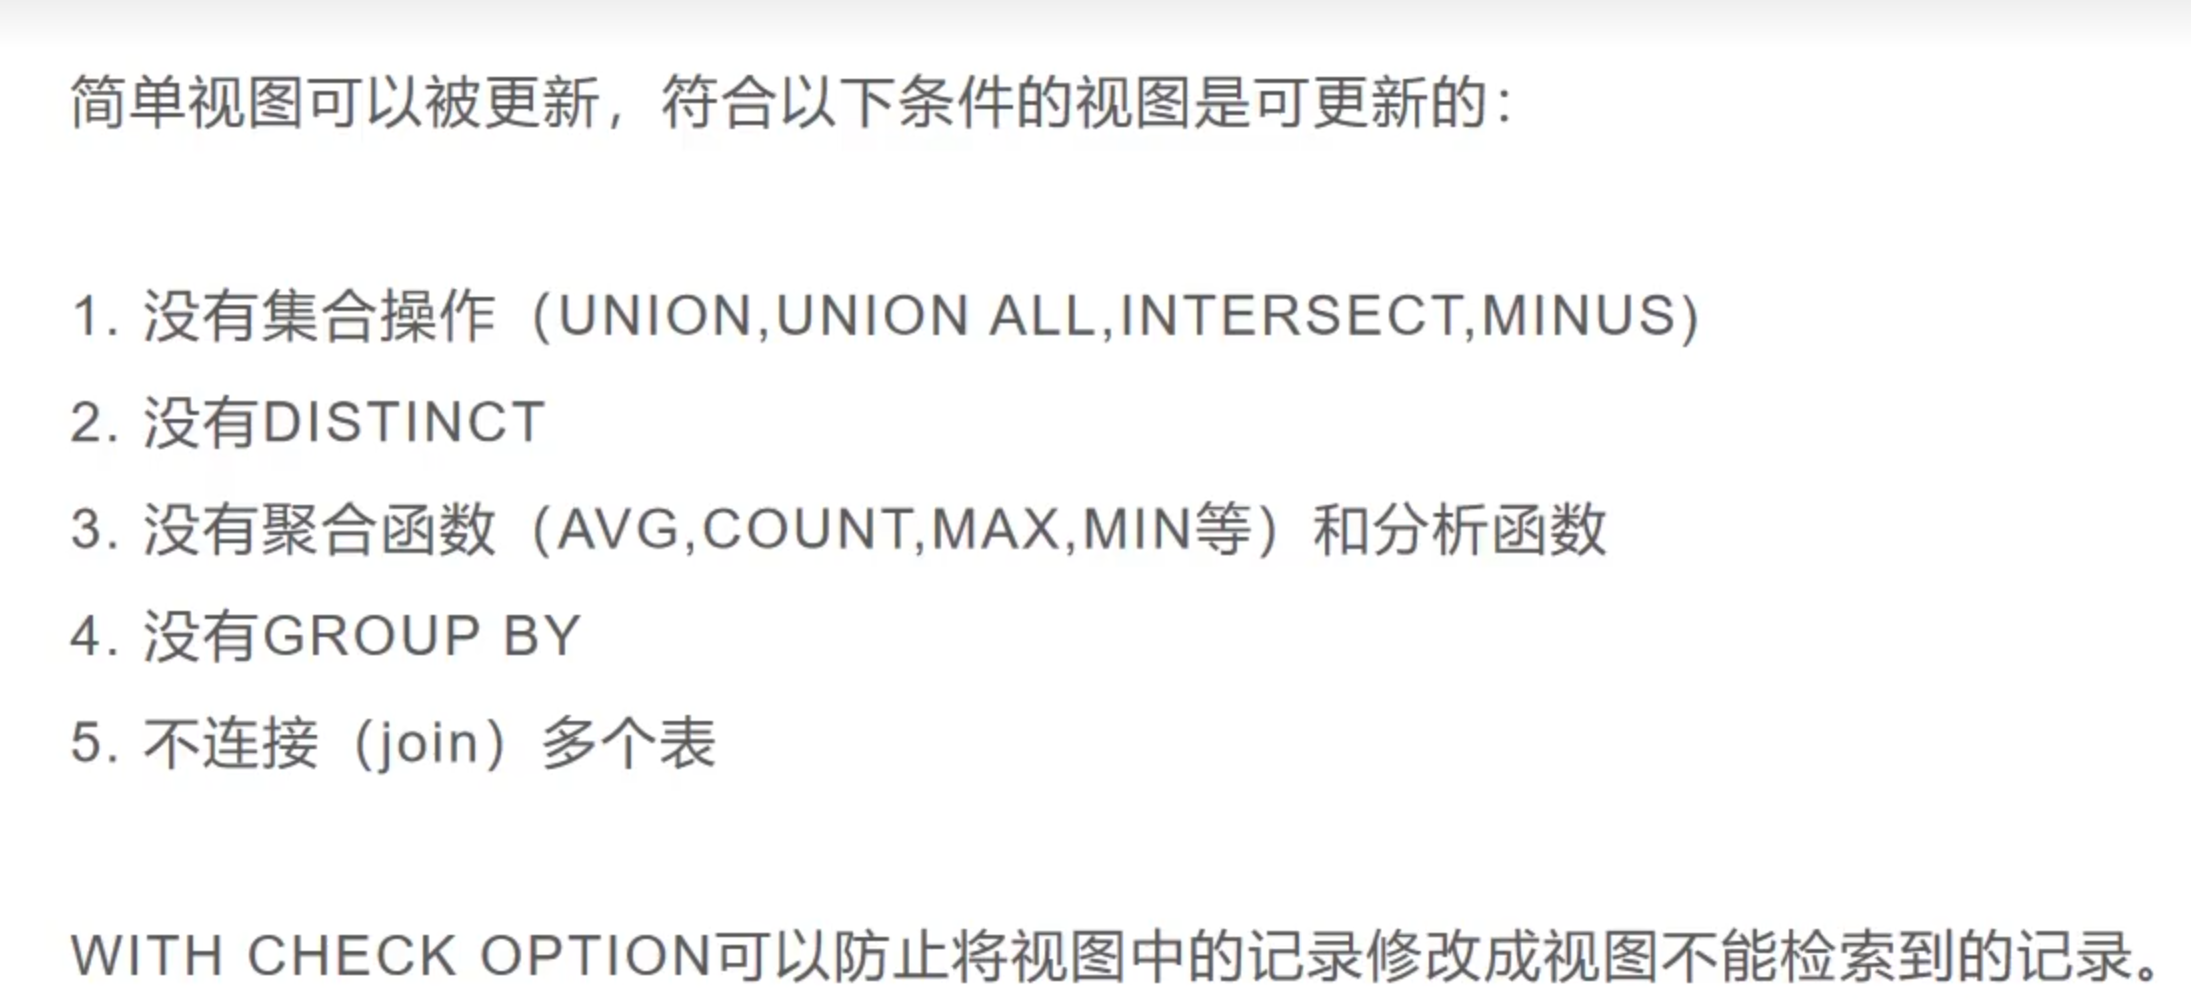 简单视图可以被更新，符合以下条件的视图是可更新的：
1. 没有集合操作（UNION,UNION ALL,INTERSECT,MINUS）
2. 没有DISTINCT
3. 没有聚合函数（AVG,COUNT,MAX,MIN等）和分析函数
4. 没有GROUP BY
5. 不连接（join）多个表
WITH CHECK OPTION可以防止将视图中的记录修改成视图不能检索到的记录。